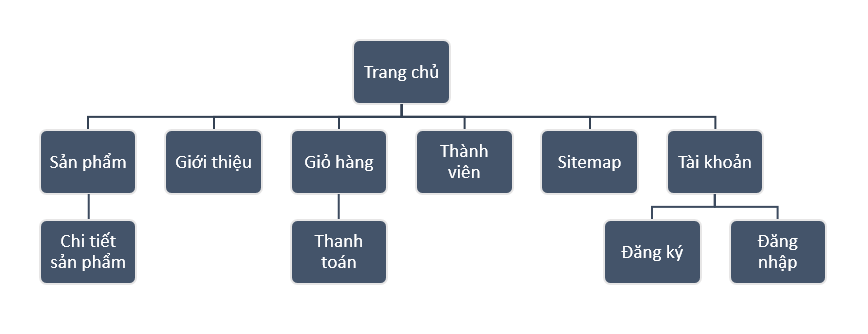 Trang chủ
Sản phẩm
Giới thiệu
Giỏ hàng
Thành
viên
Sitemap
Tài khoản
Chi tiết
sản phẩm
Thanh
toán
Đăng ký
Đăng
nhập